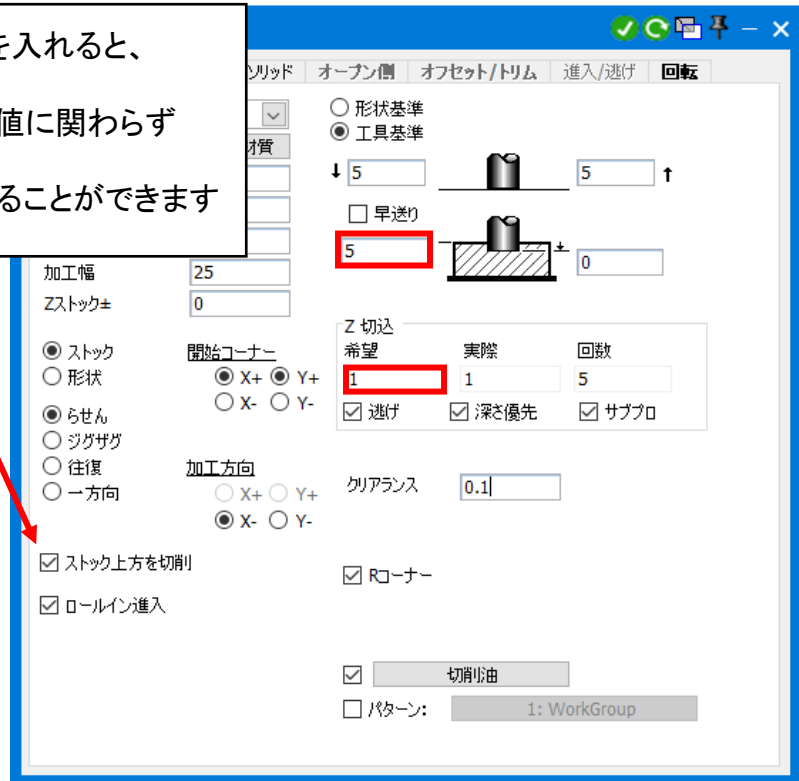 を入れると、
値に関わらず
ることができます
ソリッド オープン側 オフセット/トリム 進入/逃げ 回転
形状基準
工具基準
材質
↓ 5 5 ↑
早送り
5 0
加工幅 25
Zストック± 0
Z 切込
希望 実際 回数
1 1 5
逃げ 深さ優先 サブプロ
ストック
形状
開始コーナー
X+ Y+
X- Y-
らせん
ジグザグ
往復
一方向
加工方向
X+ Y+
X- Y-
クリアランス 0.1
ストック上方を切削
Rコーナー
ロールイン進入
切削油
パターン: 1: WorkGroup